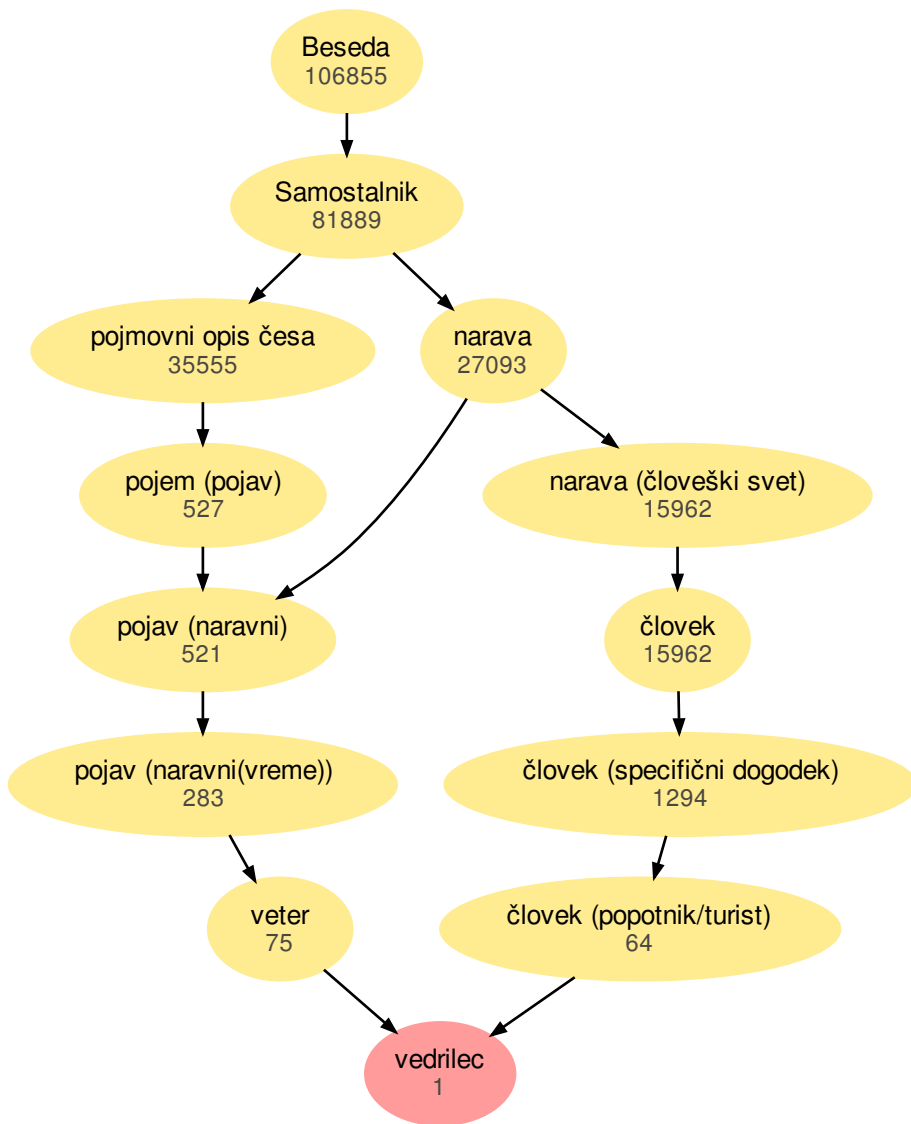 Beseda
106855
Samostalnik
81889
pojmovni opis česa
35555
narava
27093
pojem (pojav)
527
narava (človeški svet)
15962
pojav (naravni)
521
človek
15962
pojav (naravni(vreme))
283
človek (specifični dogodek)
1294
veter
75
človek (popotnik/turist)
64
vedrilec
1